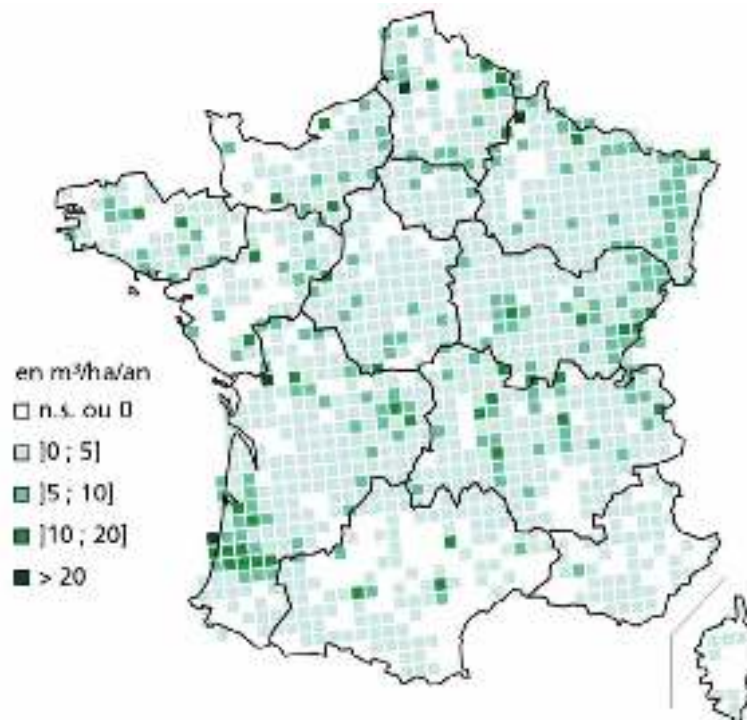 en m³/ha/an
n.s. ou 0
]0 ; 5]
]5 ; 10]
]10 ; 20]
> 20